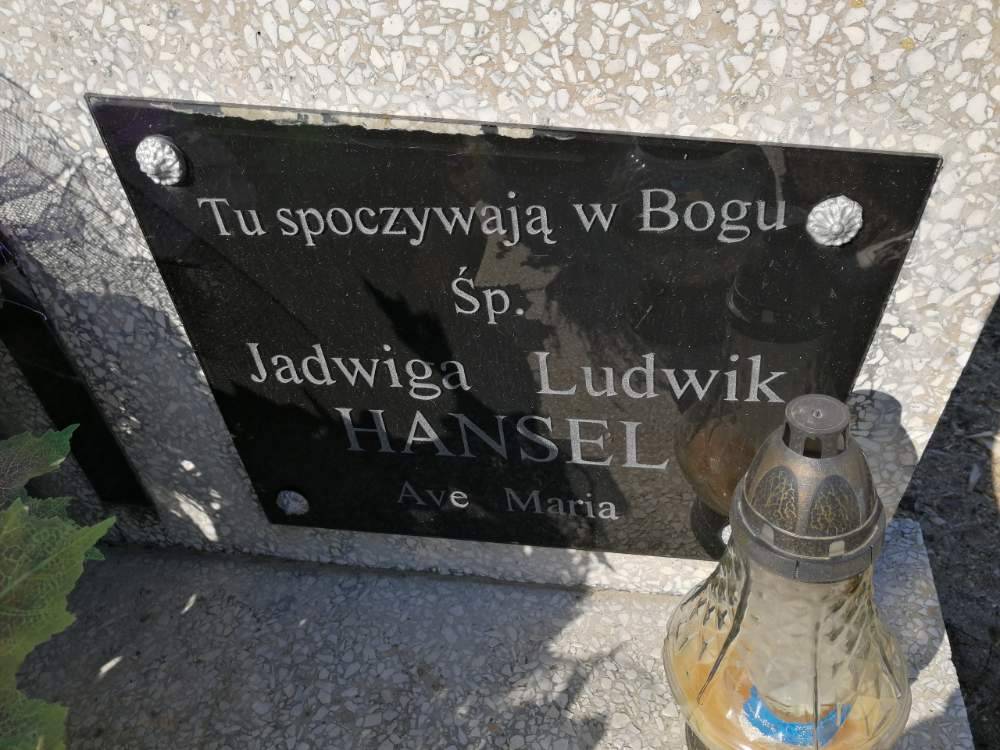 Tu spoczywają w Bogu
Śp.
Jadwiga Ludwik
HANSEL
Ave Maria